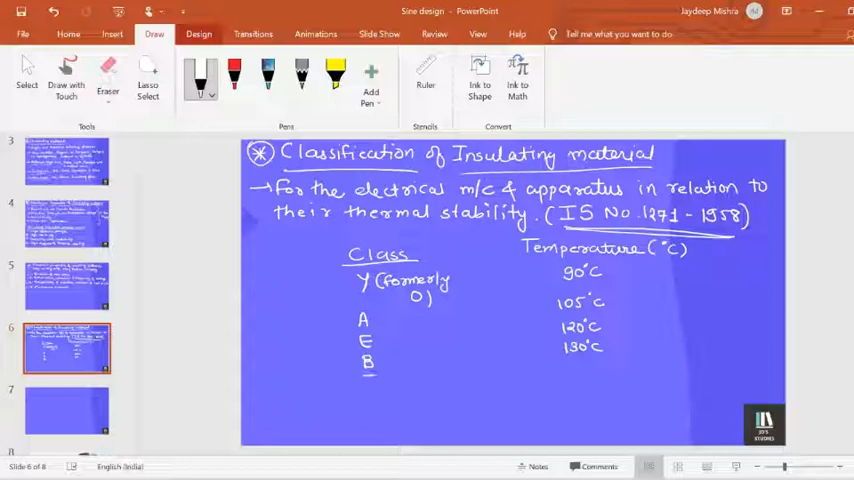 Sine design - PowerPoint
Jaydeep Mishra
File Home Insert Draw Design Transitions Animations Slide Show Review View Help Tell me what you want to do
Select
Draw with Touch
Eraser
Lasso Select
Add Pen
Ruler
Ink to Shape
Ink to Math
Tools Pens Stencils Convert
3
4
5
6
7
8
Classification of Insulating material
→ For the electrical m/c & apparatus in relation to
their thermal stability. (IS No. 1271 - 1958)
Class Temperature (°C)
Y (formerly O) 90°C
A 105°C
E 120°C
B 130°C
JY'S STUDIES
Slide 6 of 8 English (India) Notes Comments